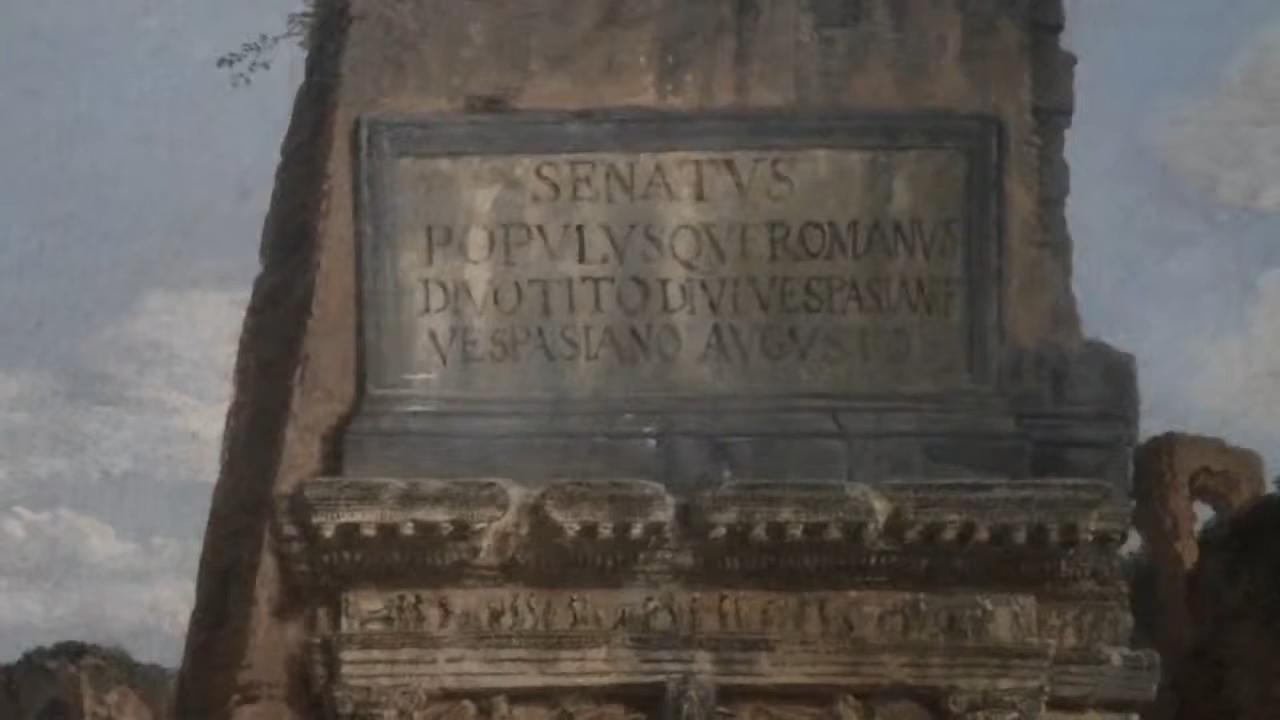 SENATVS
POPVLVSQVE ROMANVS
DIVO TITO DIVI VESPASIANI F
VESPASIANO AVGVSTO